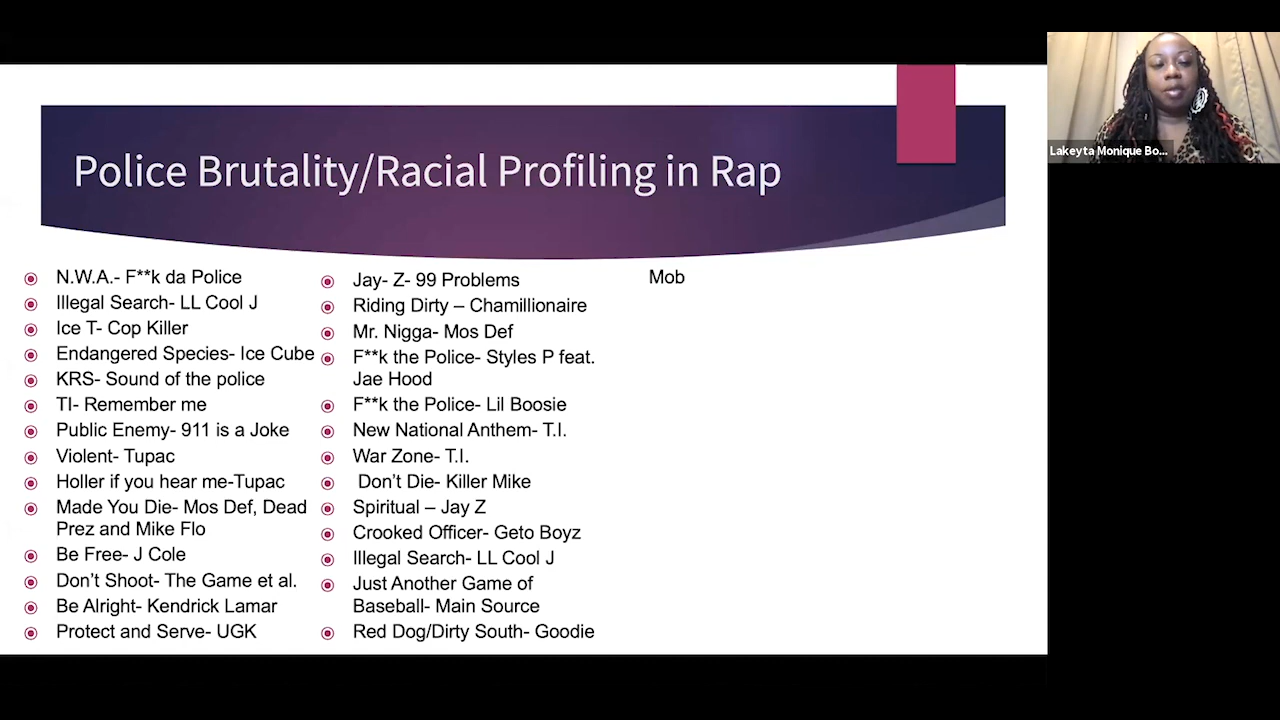 Police Brutality/Racial Profiling in Rap
N.W.A.- F**k da Police
Illegal Search- LL Cool J
Ice T- Cop Killer
Endangered Species- Ice Cube
KRS- Sound of the police
TI- Remember me
Public Enemy- 911 is a Joke
Violent- Tupac
Holler if you hear me-Tupac
Made You Die- Mos Def, Dead
Prez and Mike Flo
Be Free- J Cole
Don't Shoot- The Game et al.
Be Alright- Kendrick Lamar
Protect and Serve- UGK
Jay- Z- 99 Problems
Riding Dirty – Chamillionaire
Mr. Nigga- Mos Def
F**k the Police- Styles P feat.
Jae Hood
F**k the Police- Lil Boosie
New National Anthem- T.I.
War Zone- T.I.
Don't Die- Killer Mike
Spiritual – Jay Z
Crooked Officer- Geto Boyz
Illegal Search- LL Cool J
Just Another Game of
Baseball- Main Source
Red Dog/Dirty South- Goodie
Mob
Lakeyta Monique Bo...